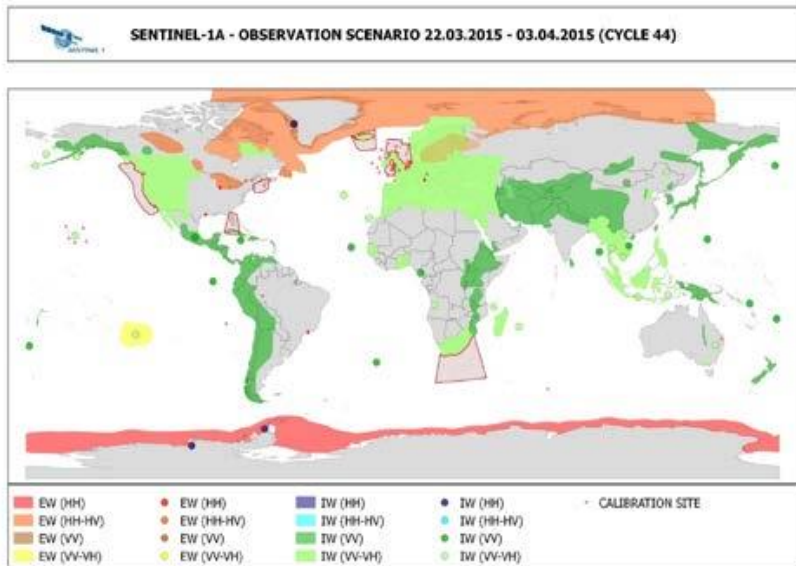 SENTINEL-1
SENTINEL-1A - OBSERVATION SCENARIO 22.03.2015 - 03.04.2015 (CYCLE 44)
EW (HH) EW (HH) IW (HH) IW (HH) CALIBRATION SITE
EW (HH-HV) EW (HH-HV) IW (HH-HV) IW (HH-HV)
EW (VV) EW (VV) IW (VV) IW (VV)
EW (VV-VH) EW (VV-VH) IW (VV-VH) IW (VV-VH)